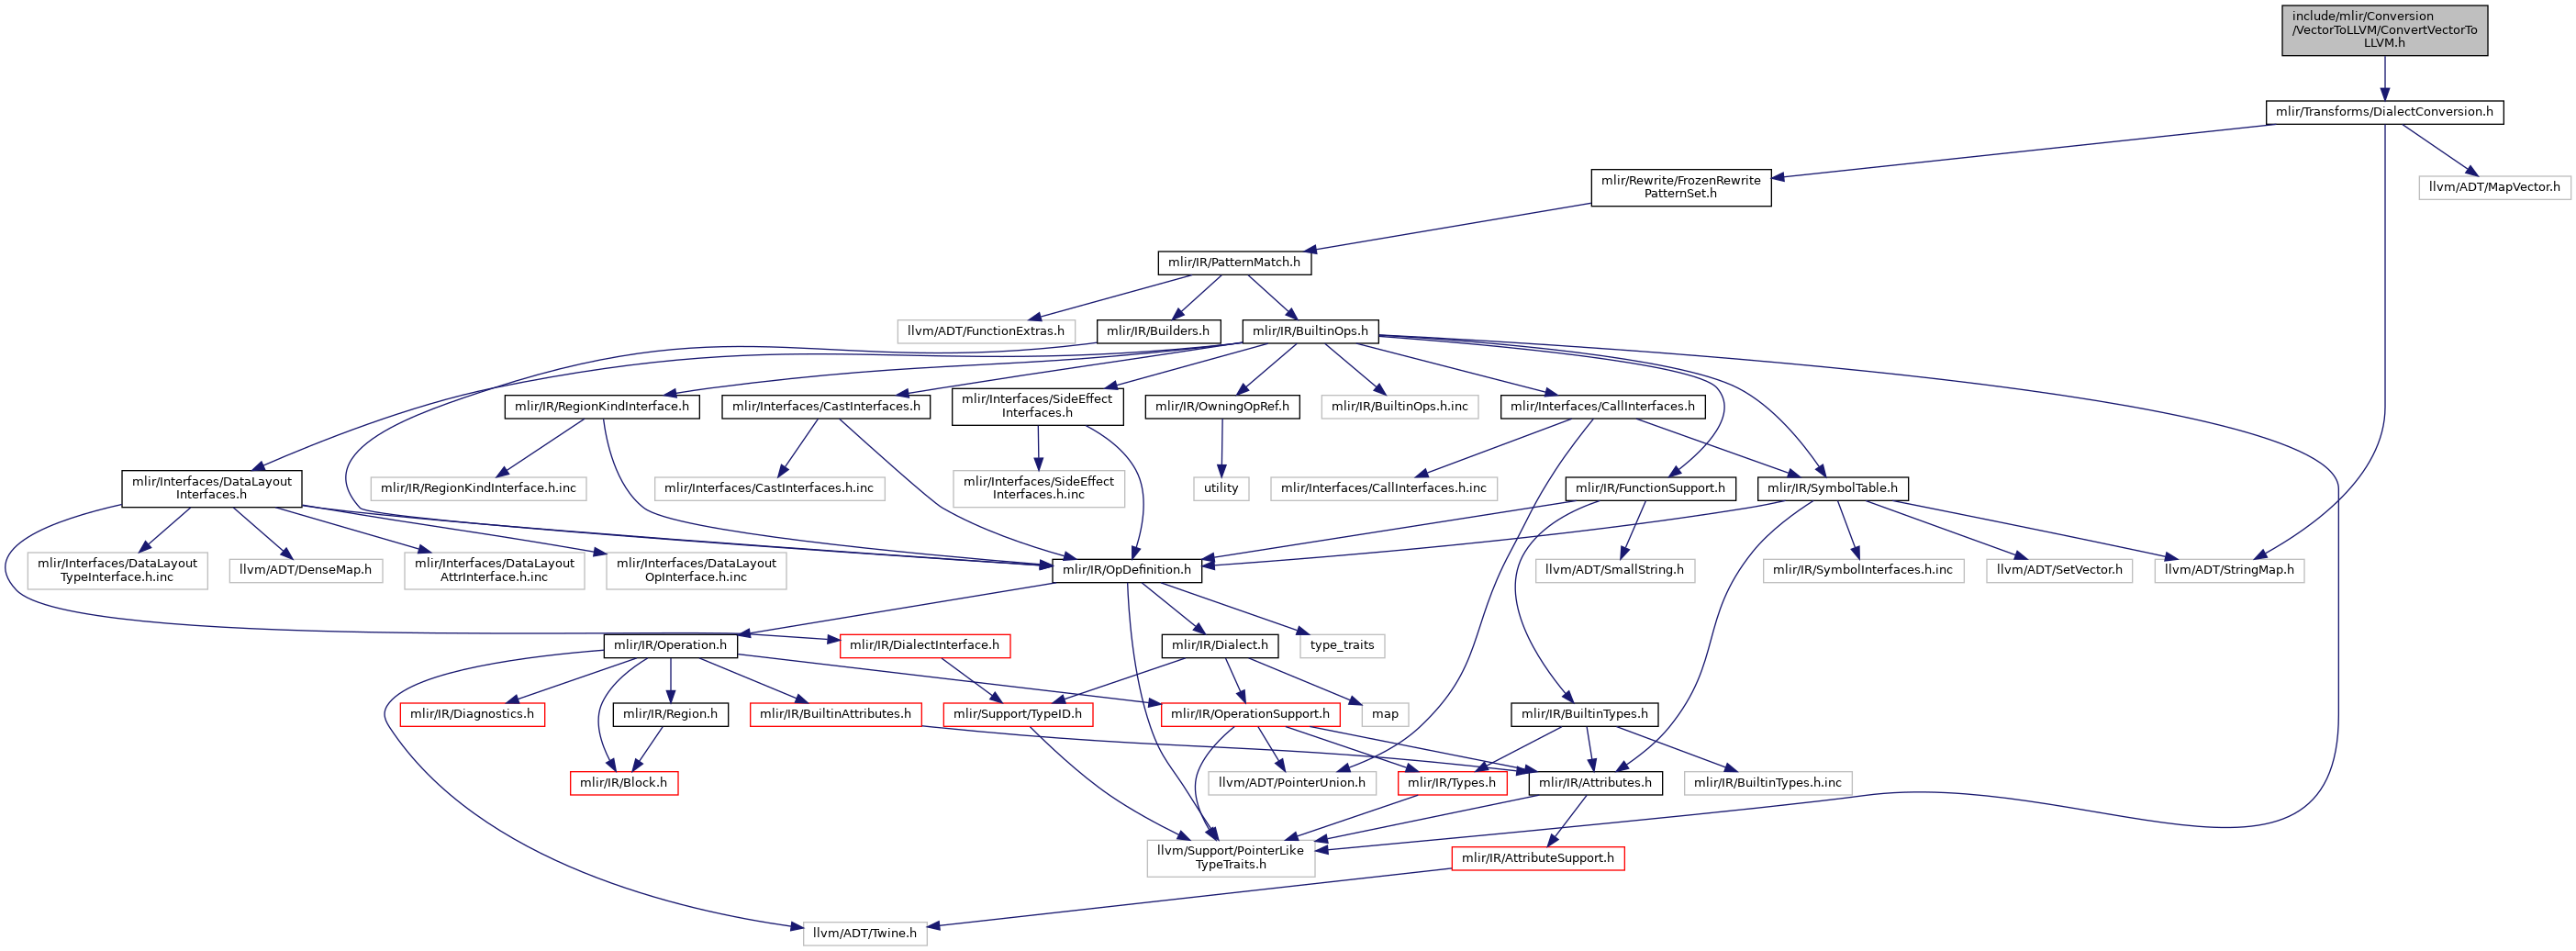 include/mlir/Conversion
/VectorToLLVM/ConvertVectorTo
LLVM.h
mlir/Transforms/DialectConversion.h
mlir/Rewrite/FrozenRewrite
PatternSet.h
llvm/ADT/MapVector.h
mlir/IR/PatternMatch.h
llvm/ADT/FunctionExtras.h
mlir/IR/Builders.h
mlir/IR/BuiltinOps.h
mlir/IR/RegionKindInterface.h
mlir/Interfaces/CastInterfaces.h
mlir/Interfaces/SideEffect
Interfaces.h
mlir/IR/OwningOpRef.h
mlir/IR/BuiltinOps.h.inc
mlir/Interfaces/CallInterfaces.h
mlir/Interfaces/DataLayout
Interfaces.h
mlir/IR/RegionKindInterface.h.inc
mlir/Interfaces/CastInterfaces.h.inc
mlir/Interfaces/SideEffect
Interfaces.h.inc
utility
mlir/Interfaces/CallInterfaces.h.inc
mlir/IR/FunctionSupport.h
mlir/IR/SymbolTable.h
mlir/Interfaces/DataLayout
TypeInterface.h.inc
llvm/ADT/DenseMap.h
mlir/Interfaces/DataLayout
AttrInterface.h.inc
mlir/Interfaces/DataLayout
OpInterface.h.inc
mlir/IR/OpDefinition.h
llvm/ADT/SmallString.h
mlir/IR/SymbolInterfaces.h.inc
llvm/ADT/SetVector.h
llvm/ADT/StringMap.h
mlir/IR/Operation.h
mlir/IR/DialectInterface.h
mlir/IR/Dialect.h
type_traits
mlir/IR/Diagnostics.h
mlir/IR/Region.h
mlir/IR/BuiltinAttributes.h
mlir/Support/TypeID.h
mlir/IR/OperationSupport.h
map
mlir/IR/BuiltinTypes.h
mlir/IR/Block.h
llvm/ADT/PointerUnion.h
mlir/IR/Types.h
mlir/IR/Attributes.h
mlir/IR/BuiltinTypes.h.inc
llvm/Support/PointerLike
TypeTraits.h
mlir/IR/AttributeSupport.h
llvm/ADT/Twine.h